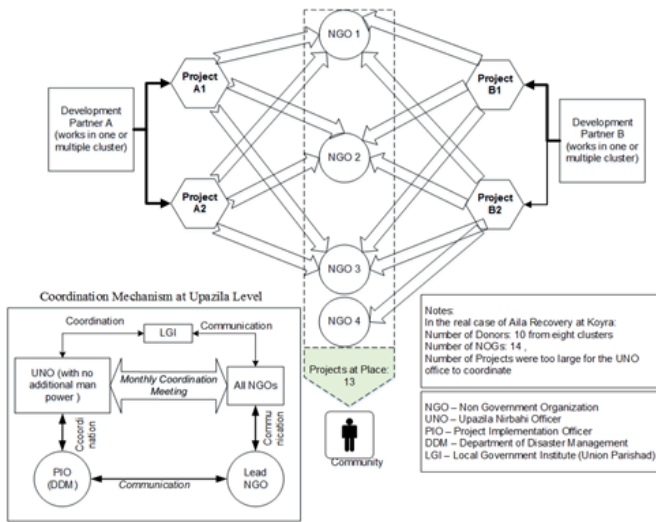 NGO 1
Project
A1
Project
B1
Development
Partner A
(works in one or
multiple cluster)
Development
Partner B
(works in one or
multiple cluster)
NGO 2
Project
A2
Project
B2
NGO 3
NGO 4
Projects at Place:
13
Community
Coordination Mechanism at Upazila Level
Coordination
LGI
Communication
UNO (with no
additional man
power )
Monthly Coordination
Meeting
All NGOs
Ccoordi
nation
Commu
nication
PIO
(DDM)
Communication
Lead
NGO
Notes:
In the real case of Aila Recovery at Koyra:
Number of Donors: 10 from eight clusters
Number of NOGs: 14 ,
Number of Projects were too large for the UNO
office to coordinate
NGO – Non Government Organization
UNO – Upazila Nirbahi Officer
PIO – Project Implementation Officer
DDM – Department of Disaster Management
LGI – Local Government Institute (Union Parishad)